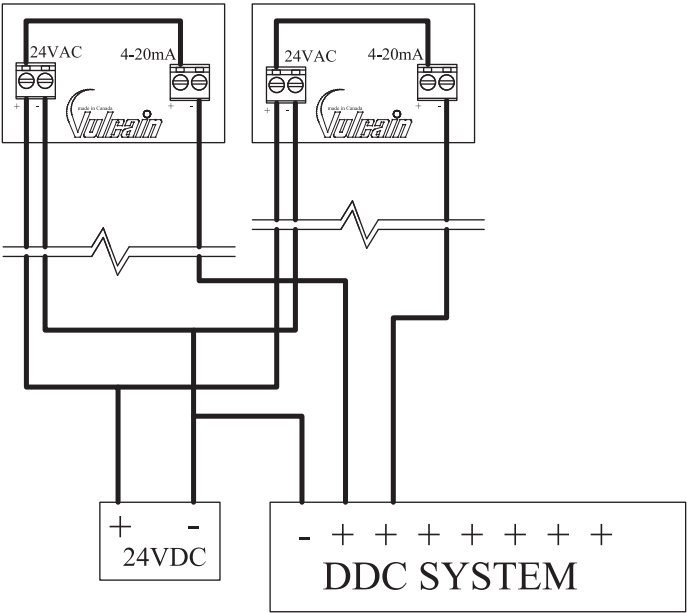 24VAC
4-20mA
+ -
+ -
made in Canada
Vulcain
24VAC
4-20mA
+ -
+ -
made in Canada
Vulcain
+ -
24VDC
- + + + + + + +
DDC SYSTEM